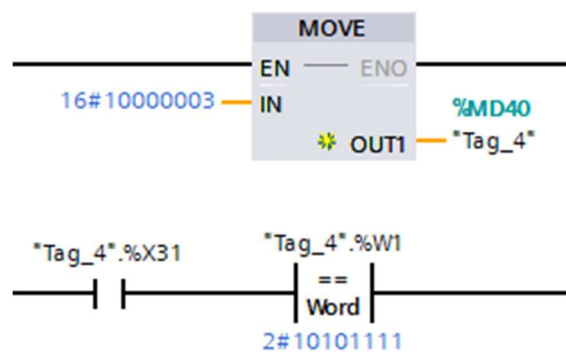 MOVE
EN ENO
16#10000003 IN
%MD40
OUT1 "Tag_4"
"Tag_4".%X31 "Tag_4".%W1
==
Word
2#10101111